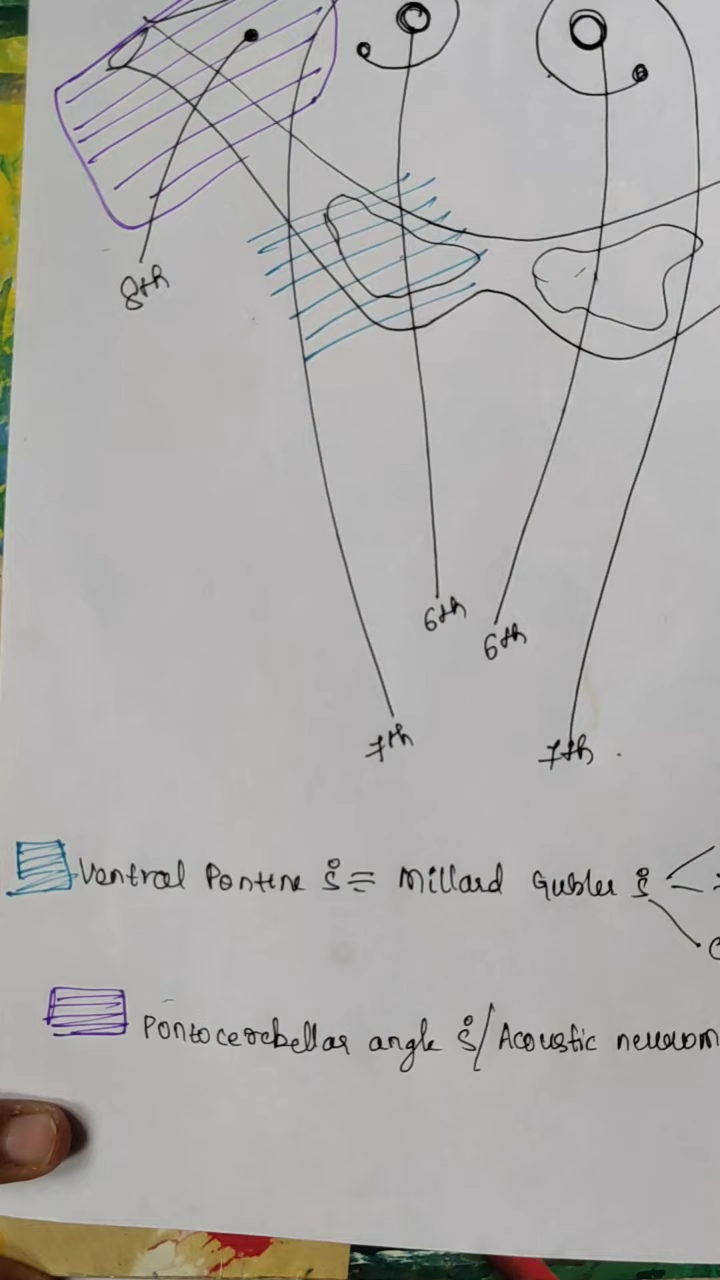 8th
6th
6th
7th
7th
Ventral Pontine = Millard Gubler
Pontocerebellar angle / Acoustic neurom